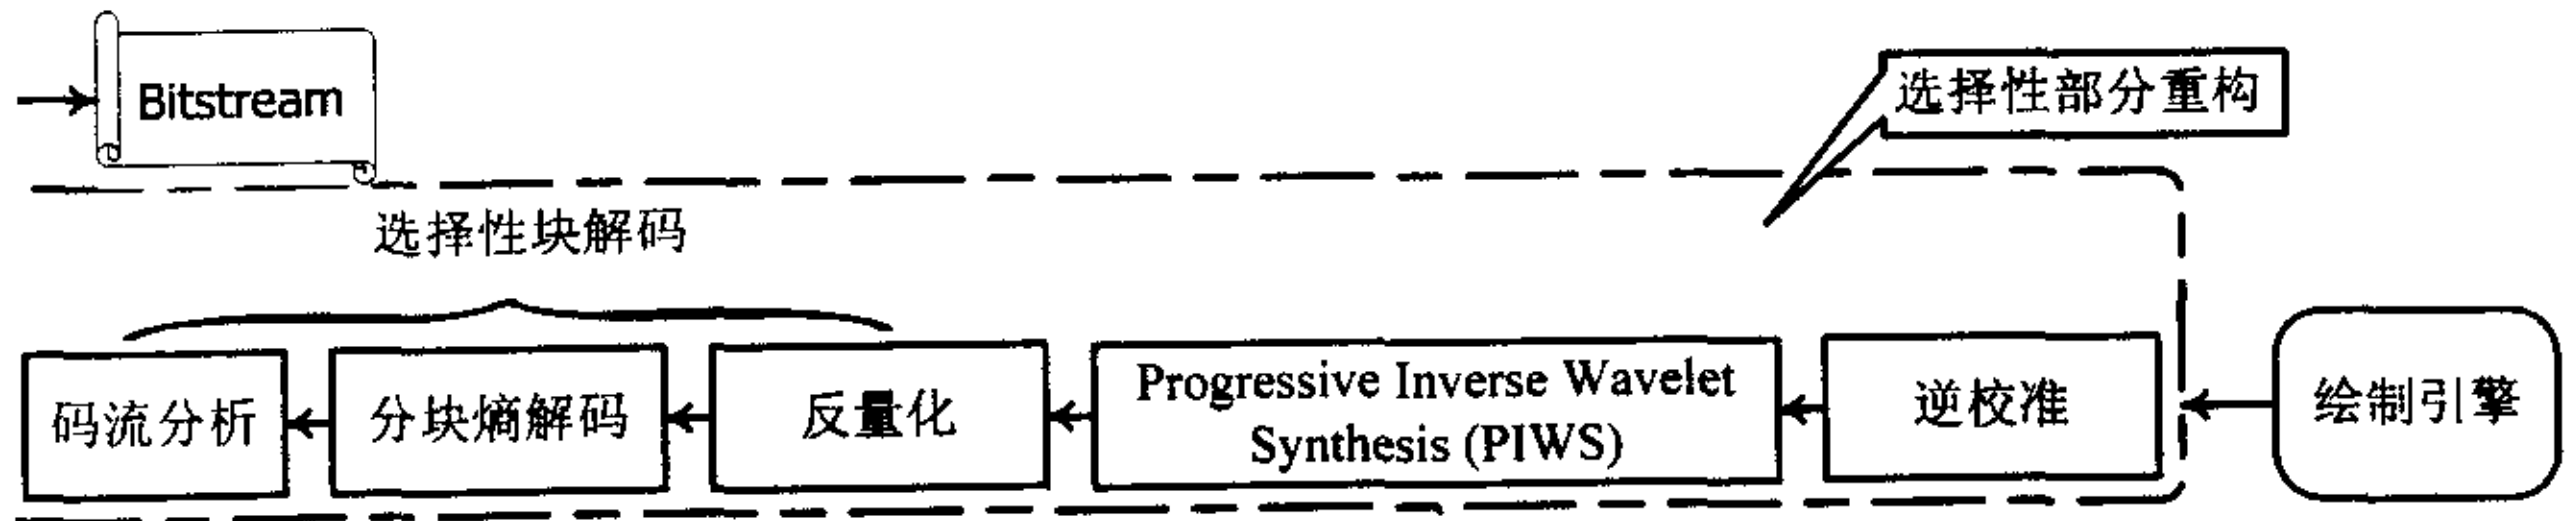 Bitstream
选择性部分重构
选择性块解码
码流分析
分块熵解码
反量化
Progressive Inverse Wavelet
Synthesis (PIWS)
逆校准
绘制引擎